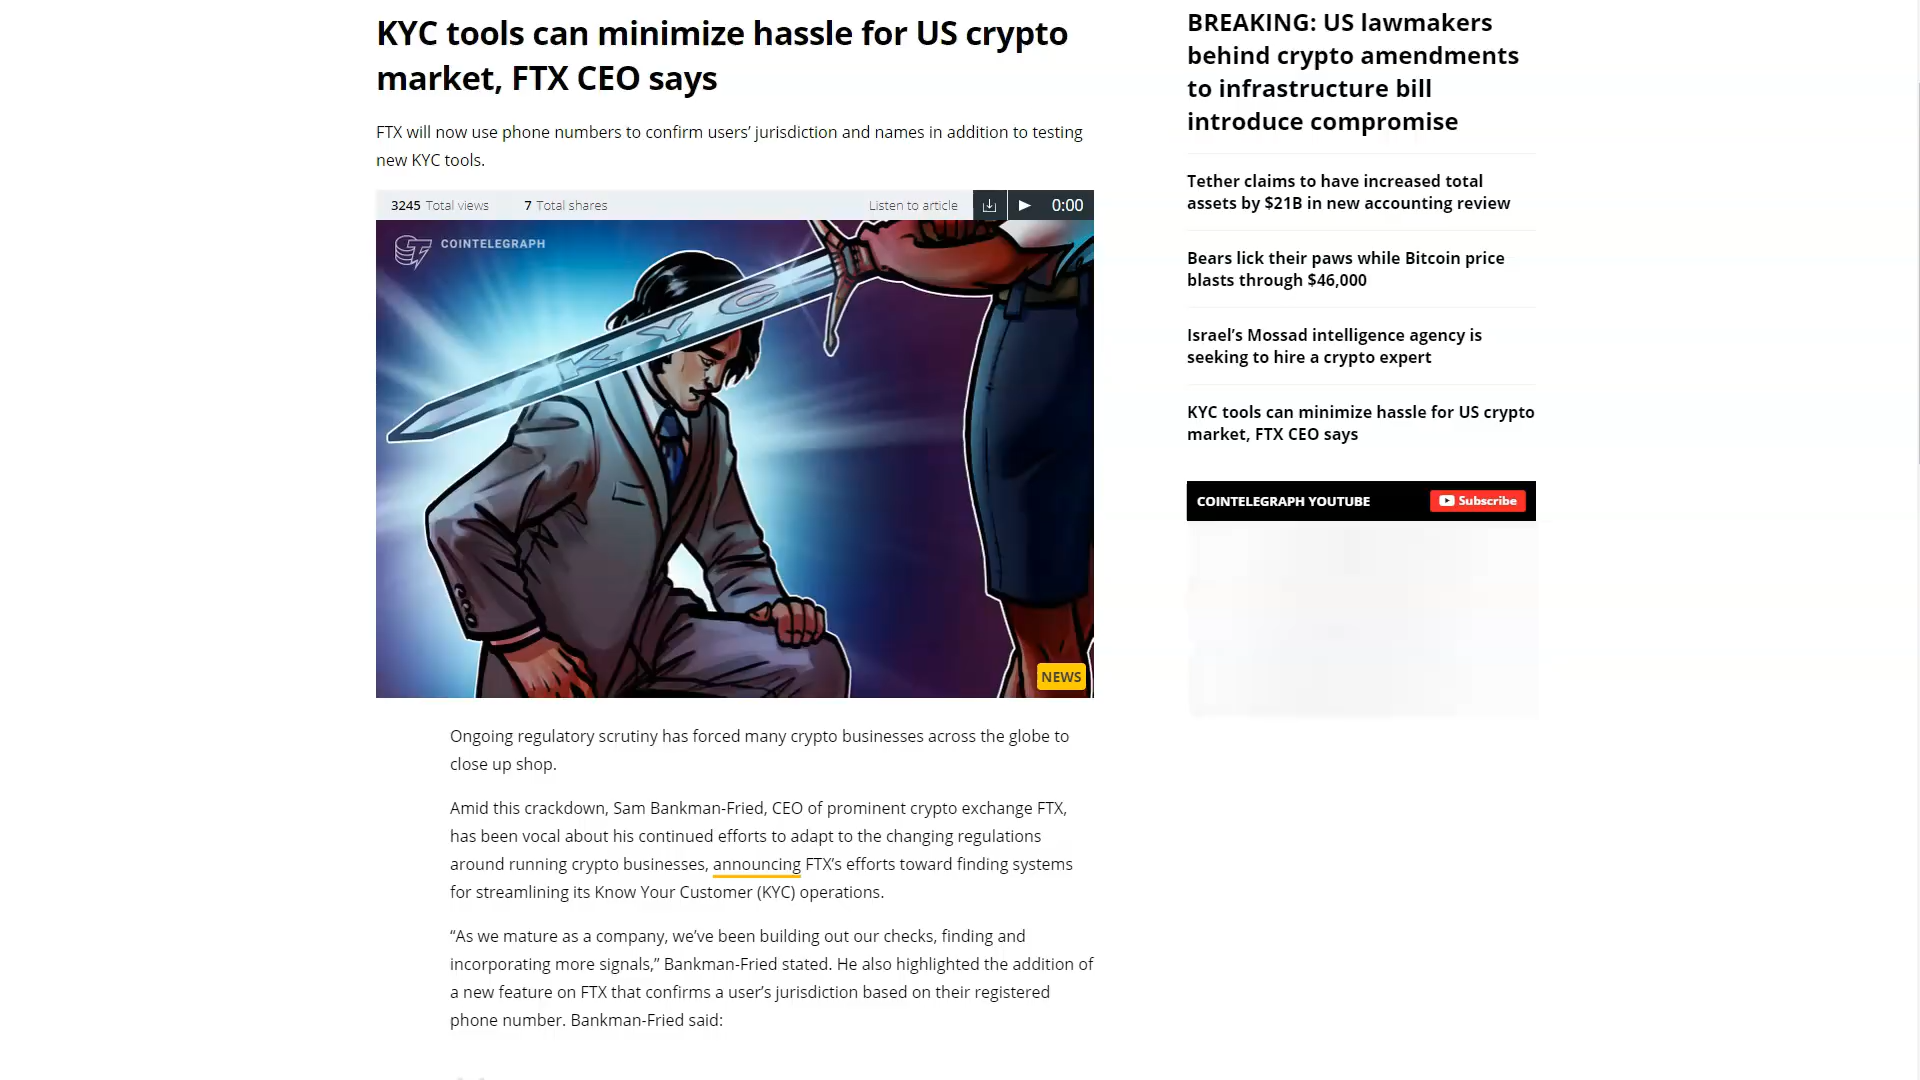 KYC tools can minimize hassle for US crypto
market, FTX CEO says
FTX will now use phone numbers to confirm users’ jurisdiction and names in addition to testing
new KYC tools.
3245 Total views 7 Total shares Listen to article 0:00
COINTELEGRAPH
KYC
NEWS
Ongoing regulatory scrutiny has forced many crypto businesses across the globe to
close up shop.
Amid this crackdown, Sam Bankman-Fried, CEO of prominent crypto exchange FTX,
has been vocal about his continued efforts to adapt to the changing regulations
around running crypto businesses, announcing FTX’s efforts toward finding systems
for streamlining its Know Your Customer (KYC) operations.
“As we mature as a company, we’ve been building out our checks, finding and
incorporating more signals,” Bankman-Fried stated. He also highlighted the addition of
a new feature on FTX that confirms a user’s jurisdiction based on their registered
phone number. Bankman-Fried said:
BREAKING: US lawmakers
behind crypto amendments
to infrastructure bill
introduce compromise
Tether claims to have increased total
assets by $21B in new accounting review
Bears lick their paws while Bitcoin price
blasts through $46,000
Israel’s Mossad intelligence agency is
seeking to hire a crypto expert
KYC tools can minimize hassle for US crypto
market, FTX CEO says
COINTELEGRAPH YOUTUBE Subscribe